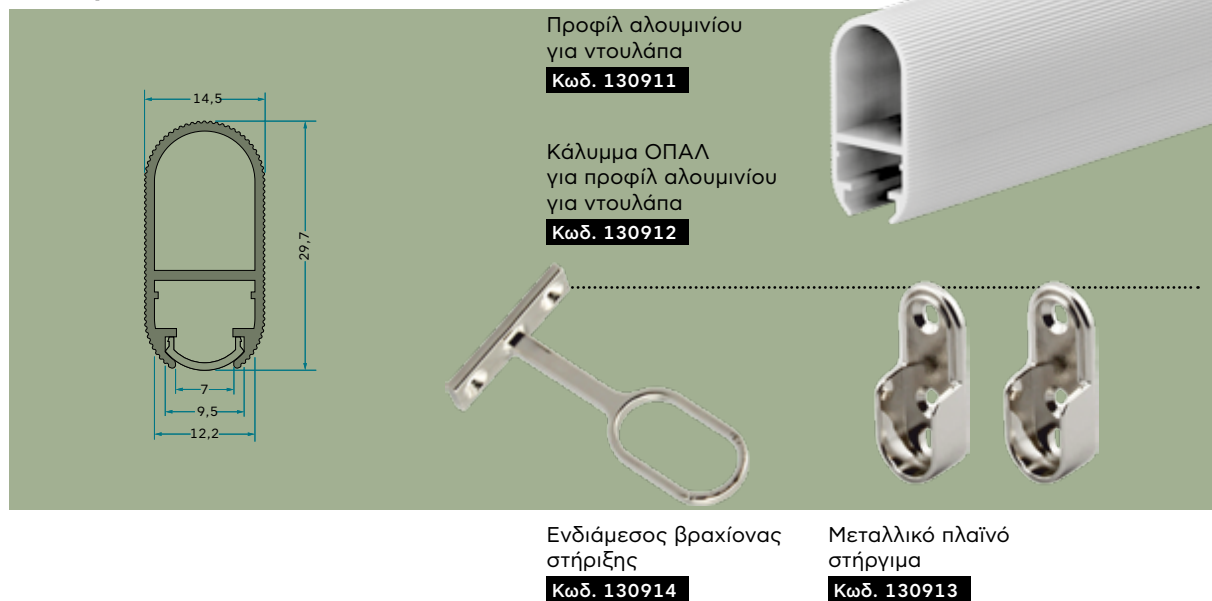 Προφίλ αλουμινίου
για ντουλάπα
Κωδ. 130911
14,5
Κάλυμμα ΟΠΑΛ
για προφίλ αλουμινίου
για ντουλάπα
Κωδ. 130912
29,7
7
9,5
12,2
Ενδιάμεσος βραχίονας
στήριξης
Κωδ. 130914
Μεταλλικό πλαϊνό
στήργιμα
Κωδ. 130913